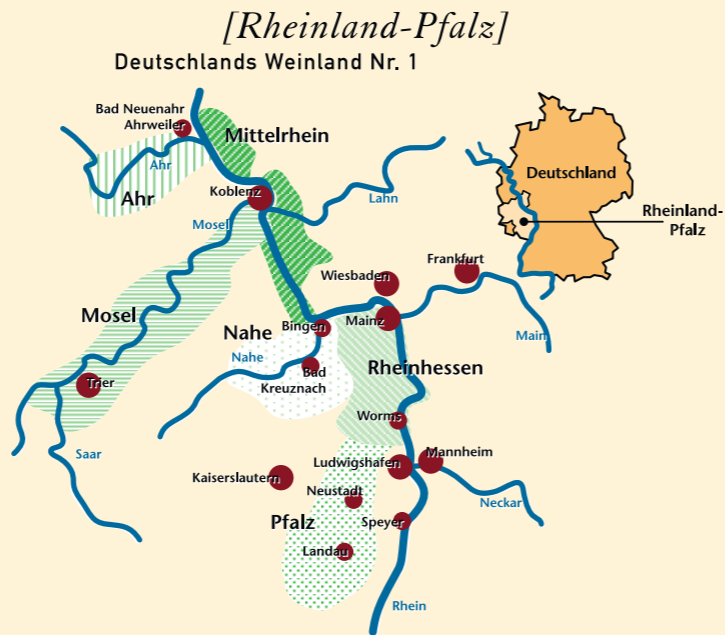 [Rheinland-Pfalz]
Deutschlands Weinland Nr. 1
Bad Neuenahr
Ahrweiler
Mittelrhein
Ahr
Ahr
Koblenz
Lahn
Mosel
Deutschland
Rheinland-
Pfalz
Wiesbaden
Frankfurt
Mosel
Nahe
Bingen
Mainz
Main
Nahe
Bad
Kreuznach
Rheinhessen
Trier
Worms
Saar
Ludwigshafen
Mannheim
Kaiserslautern
Neustadt
Neckar
Pfalz
Speyer
Landau
Rhein